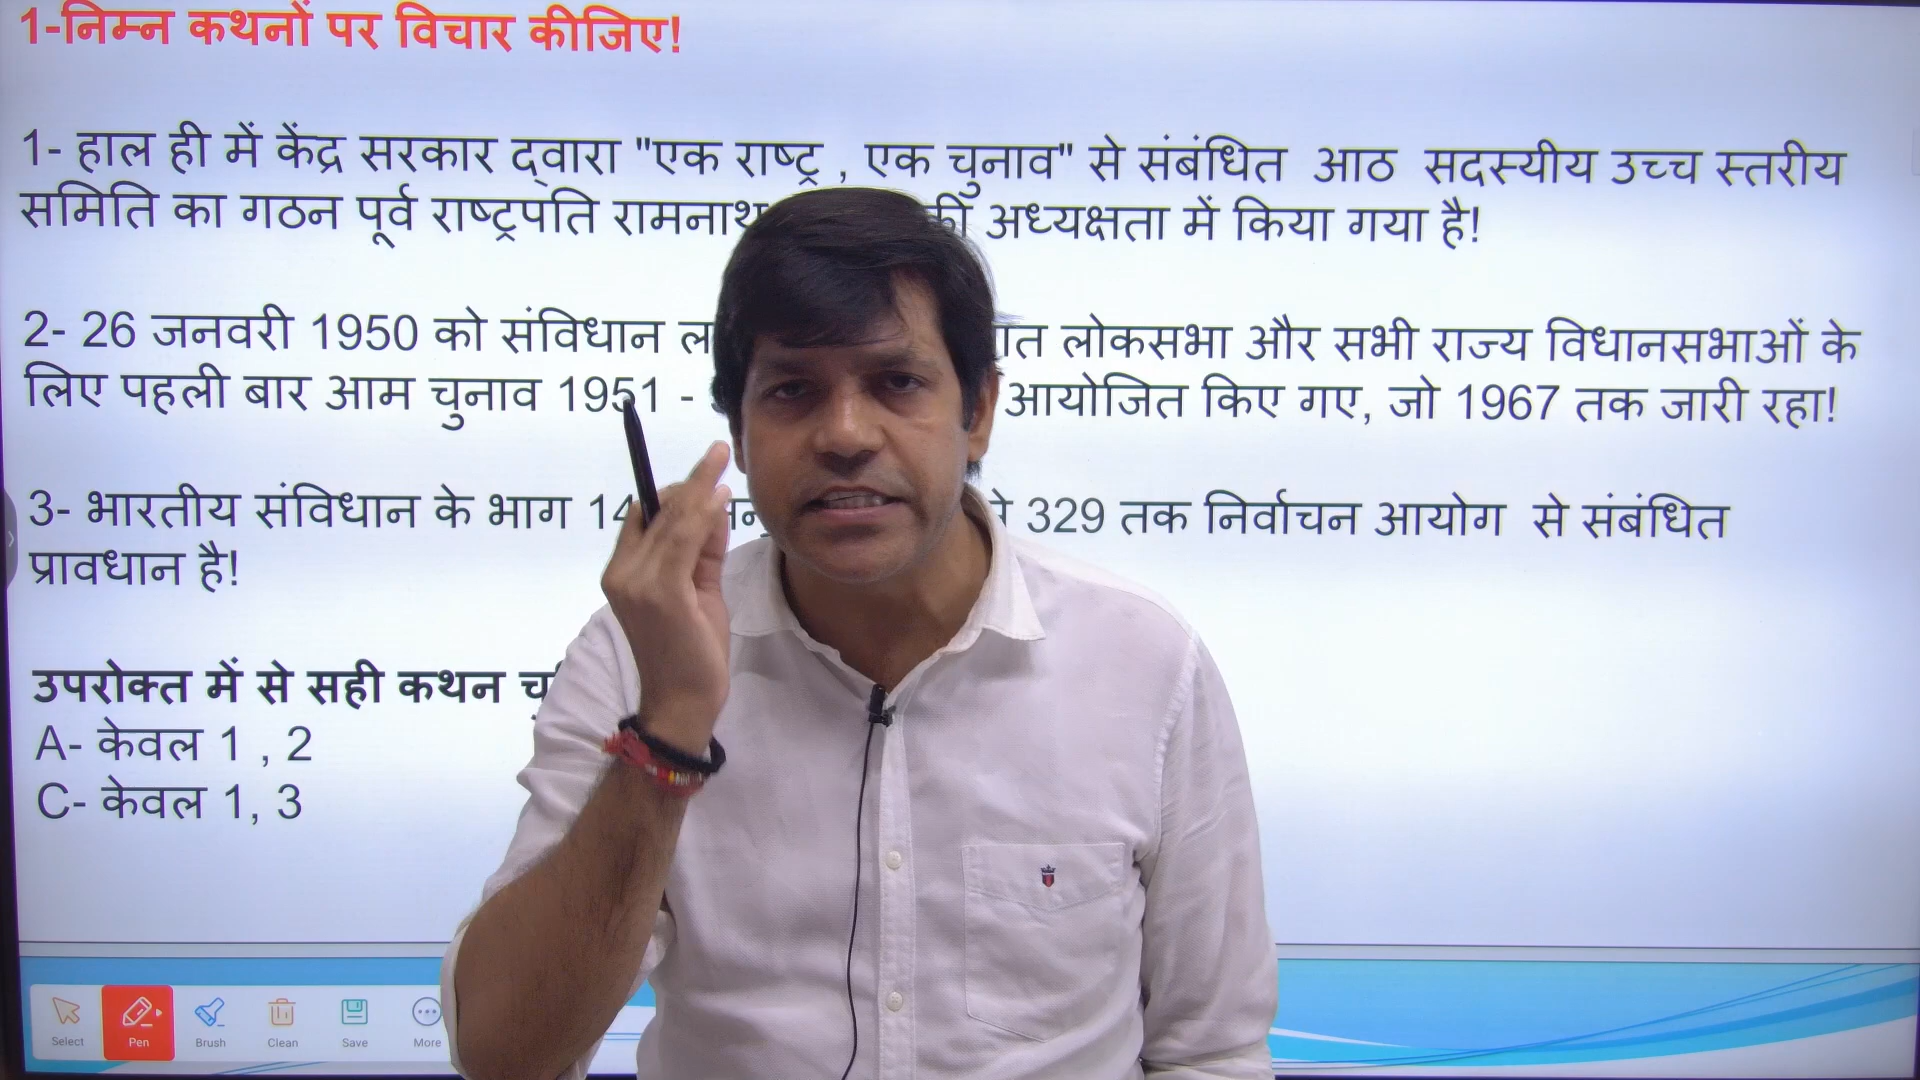 1-निम्न कथनों पर विचार कीजिए!
1- हाल ही में केंद्र सरकार द्वारा "एक राष्ट्र , एक चुनाव" से संबंधित आठ सदस्यीय उच्च स्तरीय
समिति का गठन पूर्व राष्ट्रपति रामनाथ की अध्यक्षता में किया गया है!
2- 26 जनवरी 1950 को संविधान लोकसभा और सभी राज्य विधानसभाओं के
लिए पहली बार आम चुनाव 1951 - आयोजित किए गए, जो 1967 तक जारी रहा!
3- भारतीय संविधान के भाग 329 तक निर्वाचन आयोग से संबंधित
प्रावधान है!
उपरोक्त में से सही कथन
A- केवल 1 , 2
C- केवल 1, 3
Select Pen Brush Clean Save More